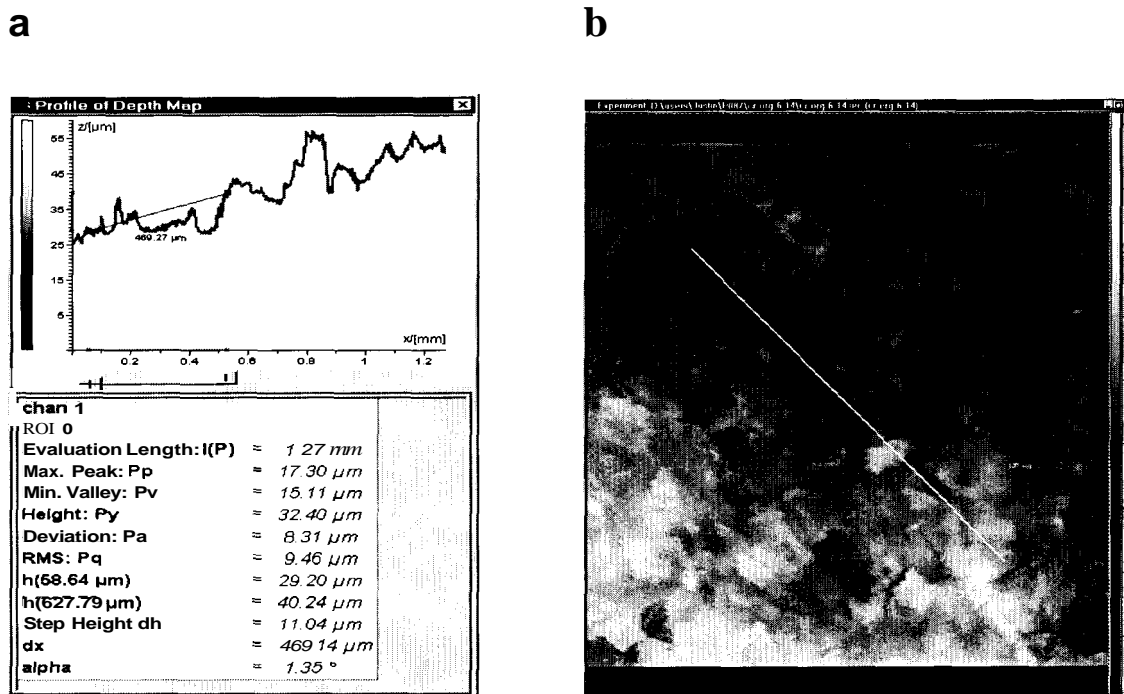 a
b
Profile of Depth Map
z/[µm]
55
45
35
25
15
5
469.27 µm
x/[mm]
0.2 0.4 0.6 0.8 1 1.2
chan 1
ROI 0
Evaluation Length: l(P) = 1 27 mm
Max. Peak: Pp = 17.30 µm
Min. Valley: Pv = 15.11 µm
Height: Py = 32.40 µm
Deviation: Pa = 8.31 µm
RMS: Pq = 9.46 µm
h(58.64 µm) = 29.20 µm
h(527.79 µm) = 40.24 µm
Step Height dh = 11.04 µm
dx = 469 14 µm
alpha = 1.35 °
Experiment: D:\users\Justin\